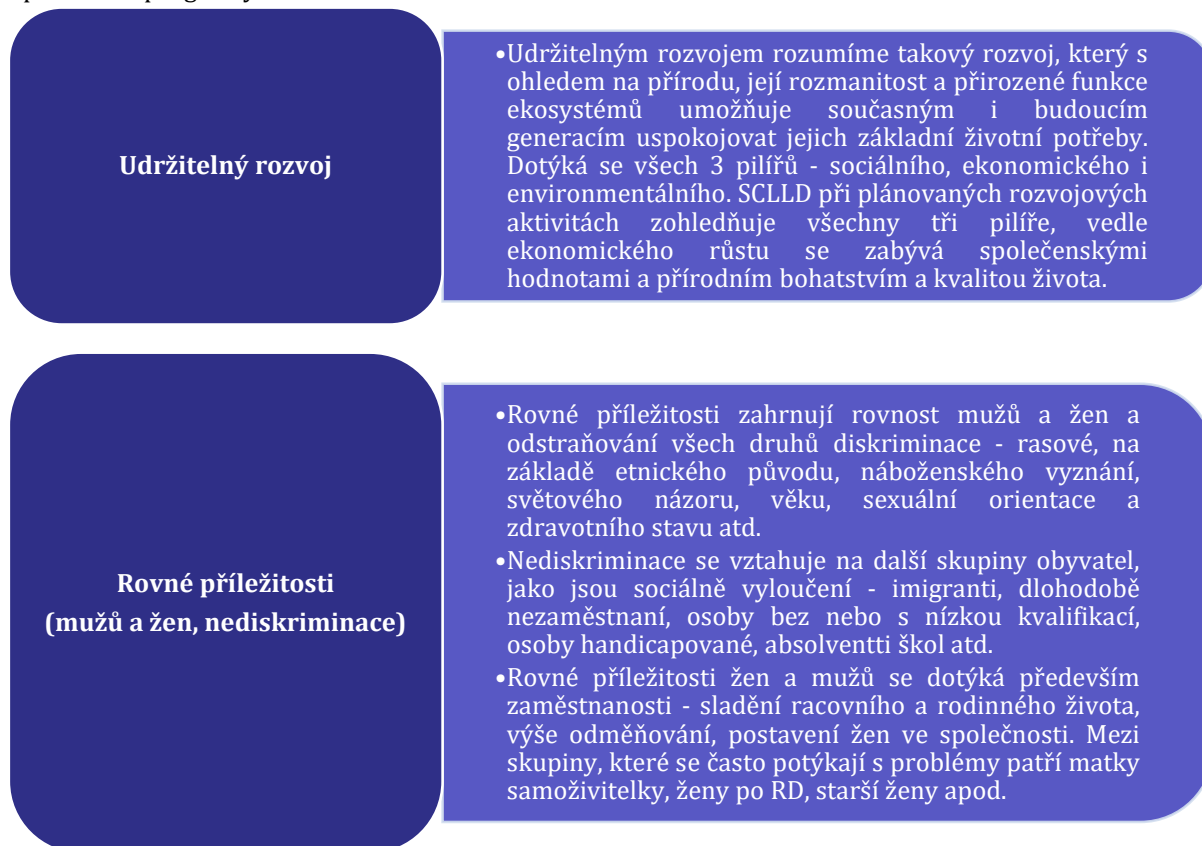 Udržitelný rozvoj
•Udržitelným rozvojem rozumíme takový rozvoj, který s
ohledem na přírodu, její rozmanitost a přirozené funkce
ekosystémů umožňuje současným i budoucím
generacím uspokojovat jejich základní životní potřeby.
Dotýká se všech 3 pilířů - sociálního, ekonomického i
environmentálního. SCLLD při plánovaných rozvojových
aktivitách zohledňuje všechny tři pilíře, vedle
ekonomického růstu se zabývá společenskými
hodnotami a přírodním bohatstvím a kvalitou života.
Rovné příležitosti
(mužů a žen, nediskriminace)
•Rovné příležitosti zahrnují rovnost mužů a žen a
odstraňování všech druhů diskriminace - rasové, na
základě etnického původu, náboženského vyznání,
světového názoru, věku, sexuální orientace a
zdravotního stavu atd.
•Nediskriminace se vztahuje na další skupiny obyvatel,
jako jsou sociálně vyloučení - imigranti, dlohodobě
nezaměstnaní, osoby bez nebo s nízkou kvalifikací,
osoby handicapované, absolventti škol atd.
•Rovné příležitosti žen a mužů se dotýká především
zaměstnanosti - sladění racovního a rodinného života,
výše odměňování, postavení žen ve společnosti. Mezi
skupiny, které se často potýkají s problémy patří matky
samoživitelky, ženy po RD, starší ženy apod.